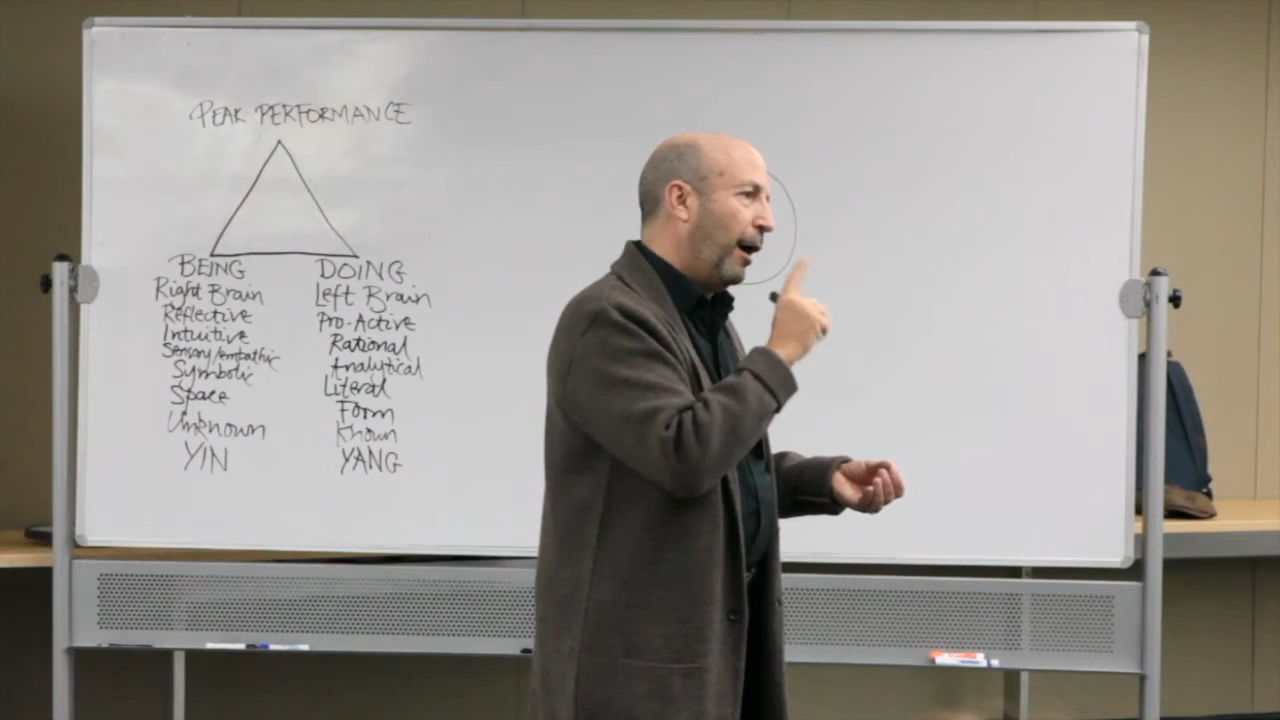 PEAK PERFORMANCE
BEING DOING
Right Brain Left Brain
Reflective Pro-Active
Intuitive Rational
Sensory/empathic Analytical
Symbolic Literal
Space Form
Unknown Known
YIN YANG